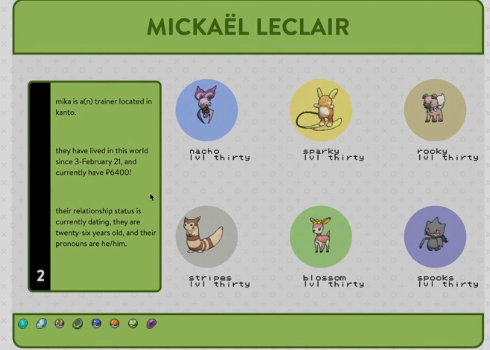 MICKAËL LECLAIR
mika is a(n) trainer located in
kanto.
they have lived in this world
since 3-February 21, and
currently have ₽6400!
their relationship status is
currently dating, they are
twenty-six years old, and their
pronouns are he/him.
2
nacho
lvl thirty
sparky
lvl thirty
rocky
lvl thirty
stripes
lvl thirty
blossom
lvl thirty
spooks
lvl thirty